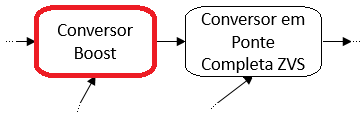 Conversor
Boost
Conversor em
Ponte
Completa ZVS